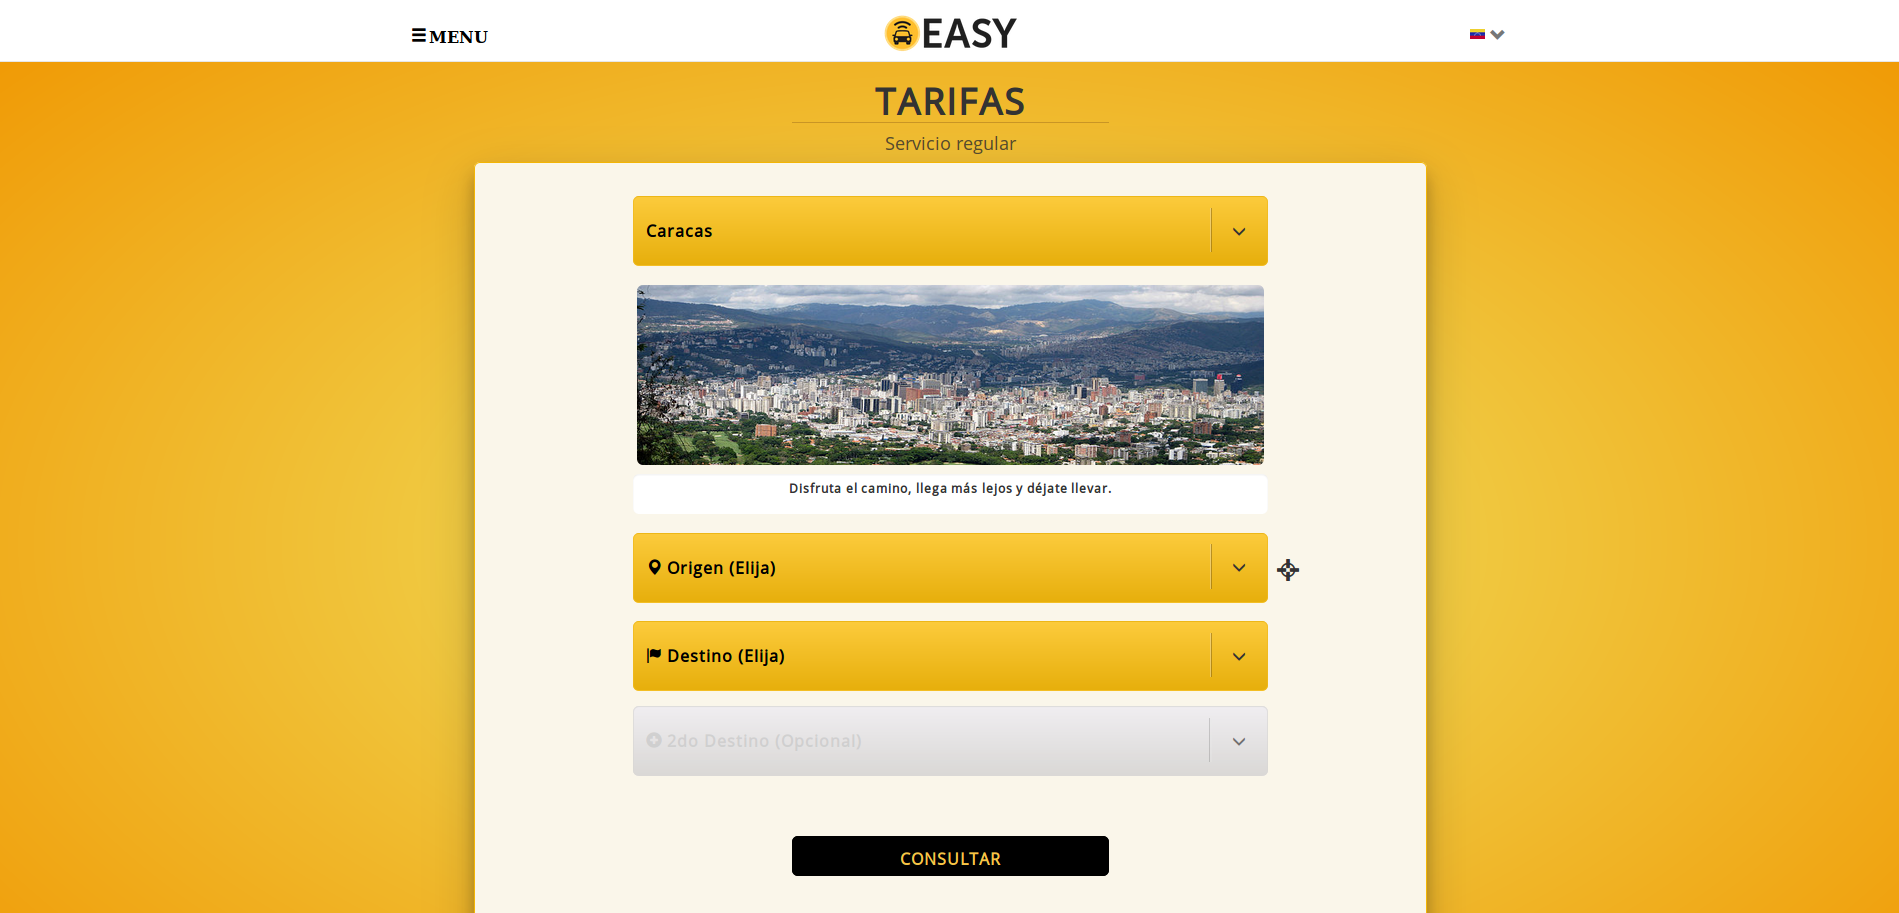 MENU
EASY
TARIFAS
Servicio regular
Caracas
Disfruta el camino, llega más lejos y déjate llevar.
Origen (Elija)
Destino (Elija)
2do Destino (Opcional)
CONSULTAR